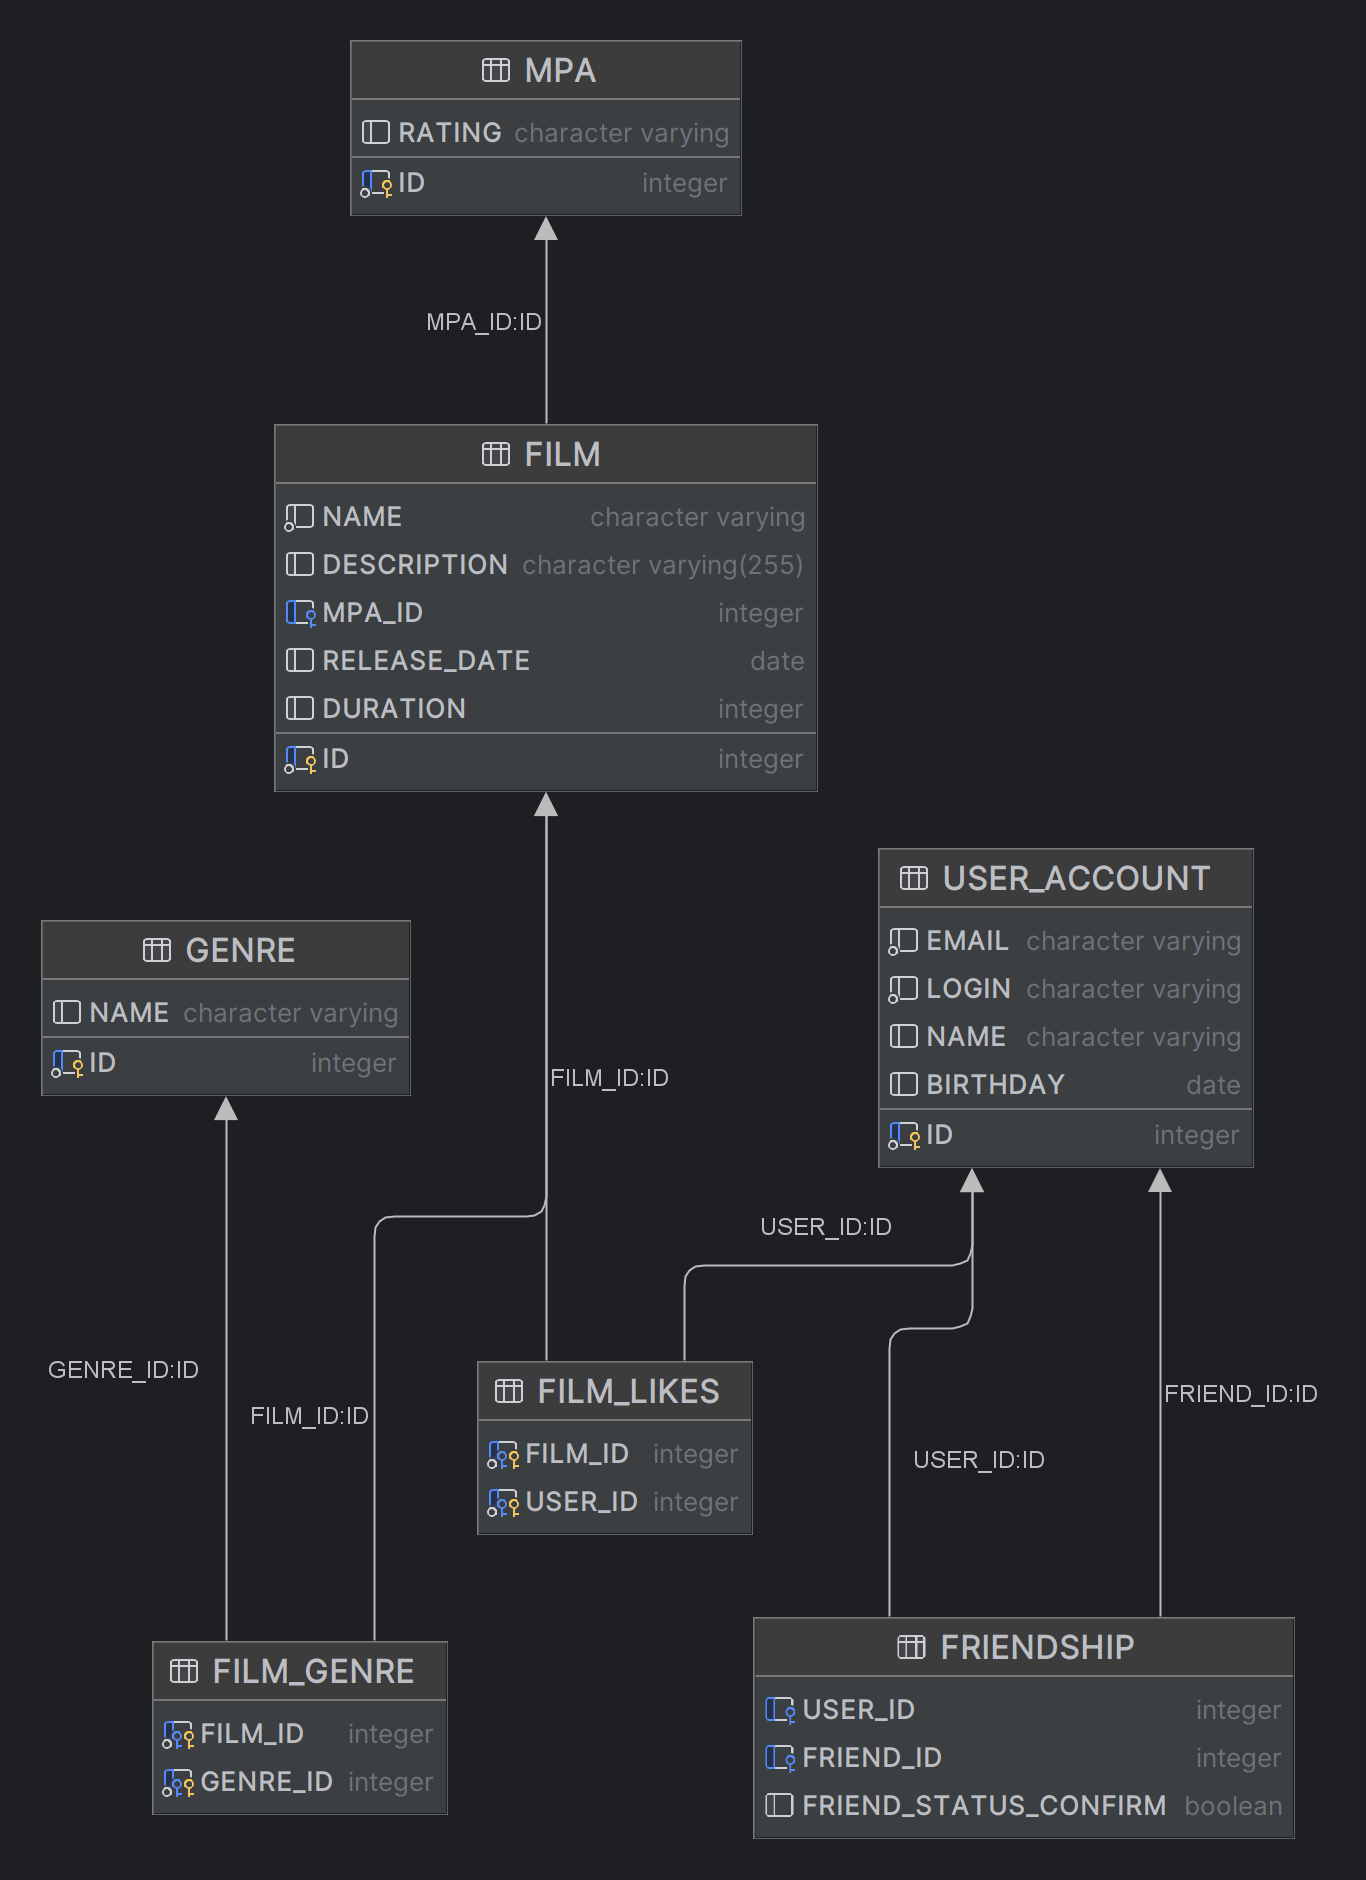 MPA
RATING character varying
ID integer
MPA_ID:ID
FILM
NAME character varying
DESCRIPTION character varying(255)
MPA_ID integer
RELEASE_DATE date
DURATION integer
ID integer
USER_ACCOUNT
EMAIL character varying
LOGIN character varying
NAME character varying
BIRTHDAY date
ID integer
GENRE
NAME character varying
ID integer
FILM_ID:ID
USER_ID:ID
GENRE_ID:ID
FILM_ID:ID
FILM_LIKES
FILM_ID integer
USER_ID integer
FRIEND_ID:ID
USER_ID:ID
FILM_GENRE
FILM_ID integer
GENRE_ID integer
FRIENDSHIP
USER_ID integer
FRIEND_ID integer
FRIEND_STATUS_CONFIRM boolean